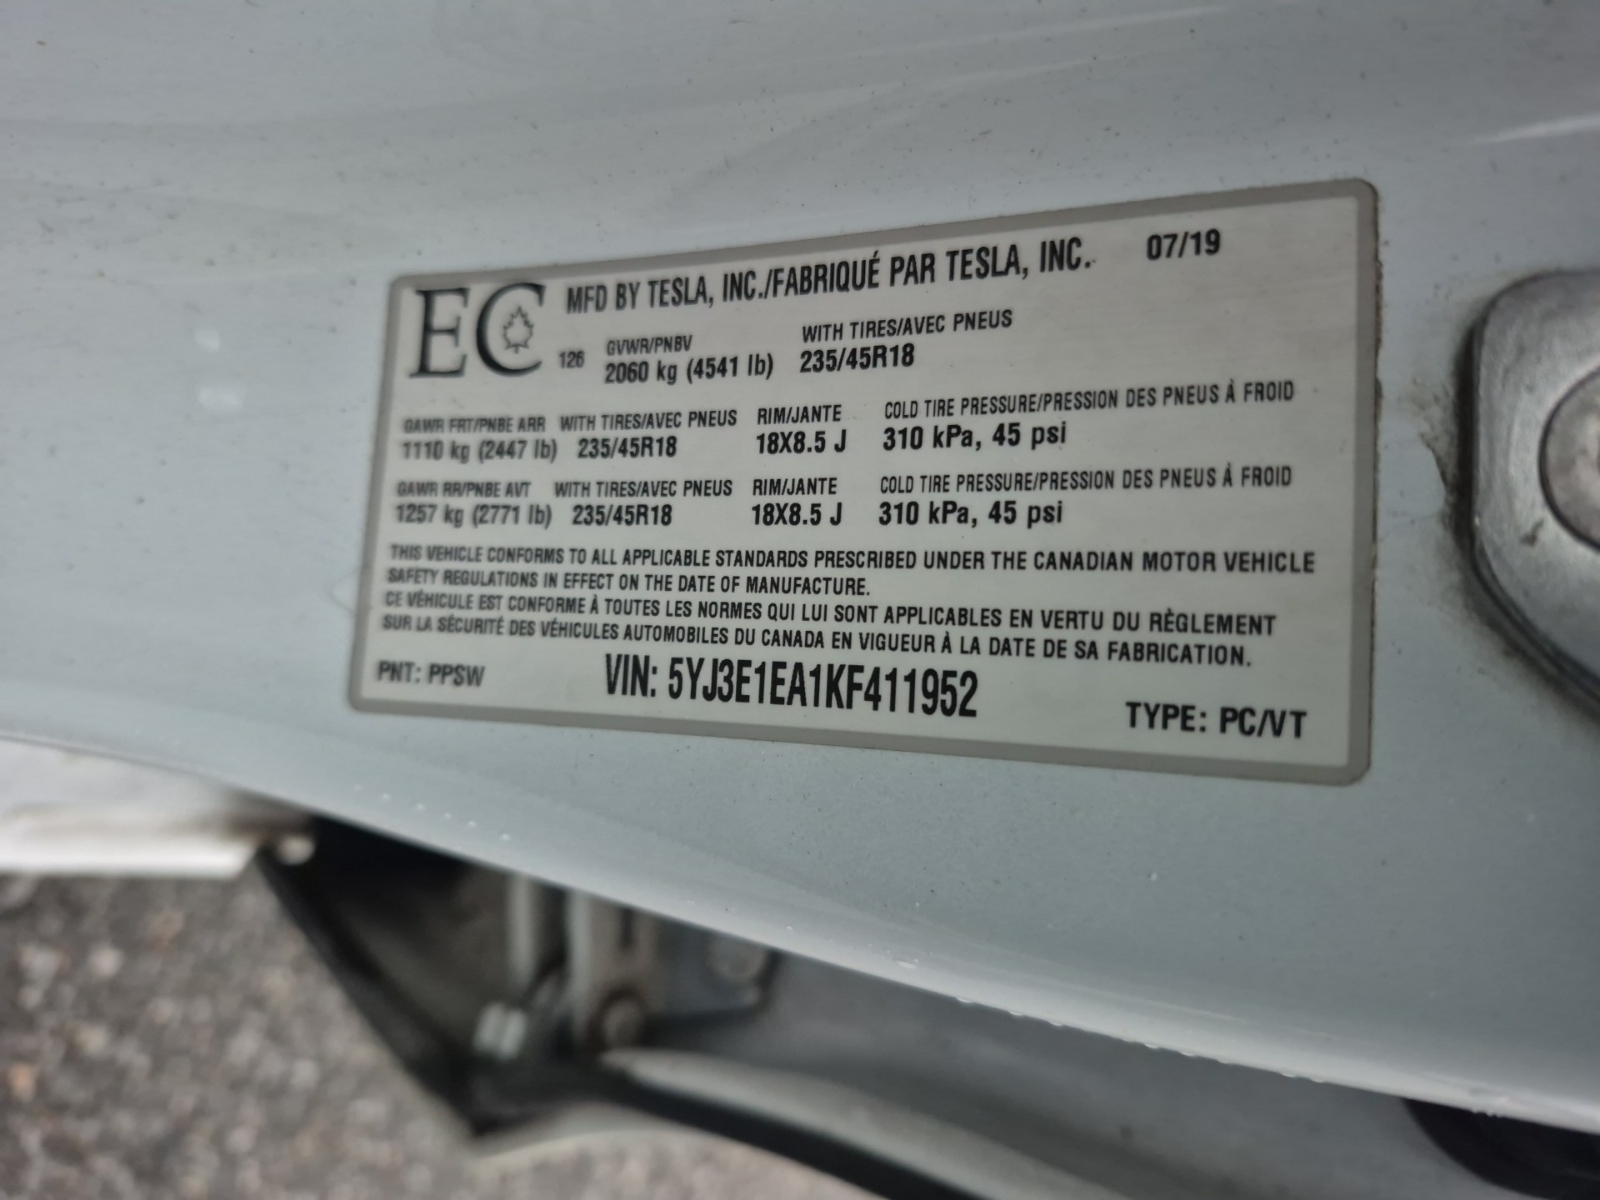 EC MFD BY TESLA, INC./FABRIQUÉ PAR TESLA, INC. 07/19
126 GVWR/PNBV WITH TIRES/AVEC PNEUS
2060 kg (4541 lb) 235/45R18
GAWR FRT/PNBE ARR WITH TIRES/AVEC PNEUS RIM/JANTE COLD TIRE PRESSURE/PRESSION DES PNEUS À FROID
1110 kg (2447 lb) 235/45R18 18X8.5 J 310 kPa, 45 psi
GAWR RR/PNBE AVT WITH TIRES/AVEC PNEUS RIM/JANTE COLD TIRE PRESSURE/PRESSION DES PNEUS À FROID
1257 kg (2771 lb) 235/45R18 18X8.5 J 310 kPa, 45 psi
THIS VEHICLE CONFORMS TO ALL APPLICABLE STANDARDS PRESCRIBED UNDER THE CANADIAN MOTOR VEHICLE
SAFETY REGULATIONS IN EFFECT ON THE DATE OF MANUFACTURE.
CE VÉHICULE EST CONFORME À TOUTES LES NORMES QUI LUI SONT APPLICABLES EN VERTU DU RÈGLEMENT
SUR LA SÉCURITÉ DES VÉHICULES AUTOMOBILES DU CANADA EN VIGUEUR À LA DATE DE SA FABRICATION.
PNT: PPSW VIN: 5YJ3E1EA1KF411952 TYPE: PC/VT